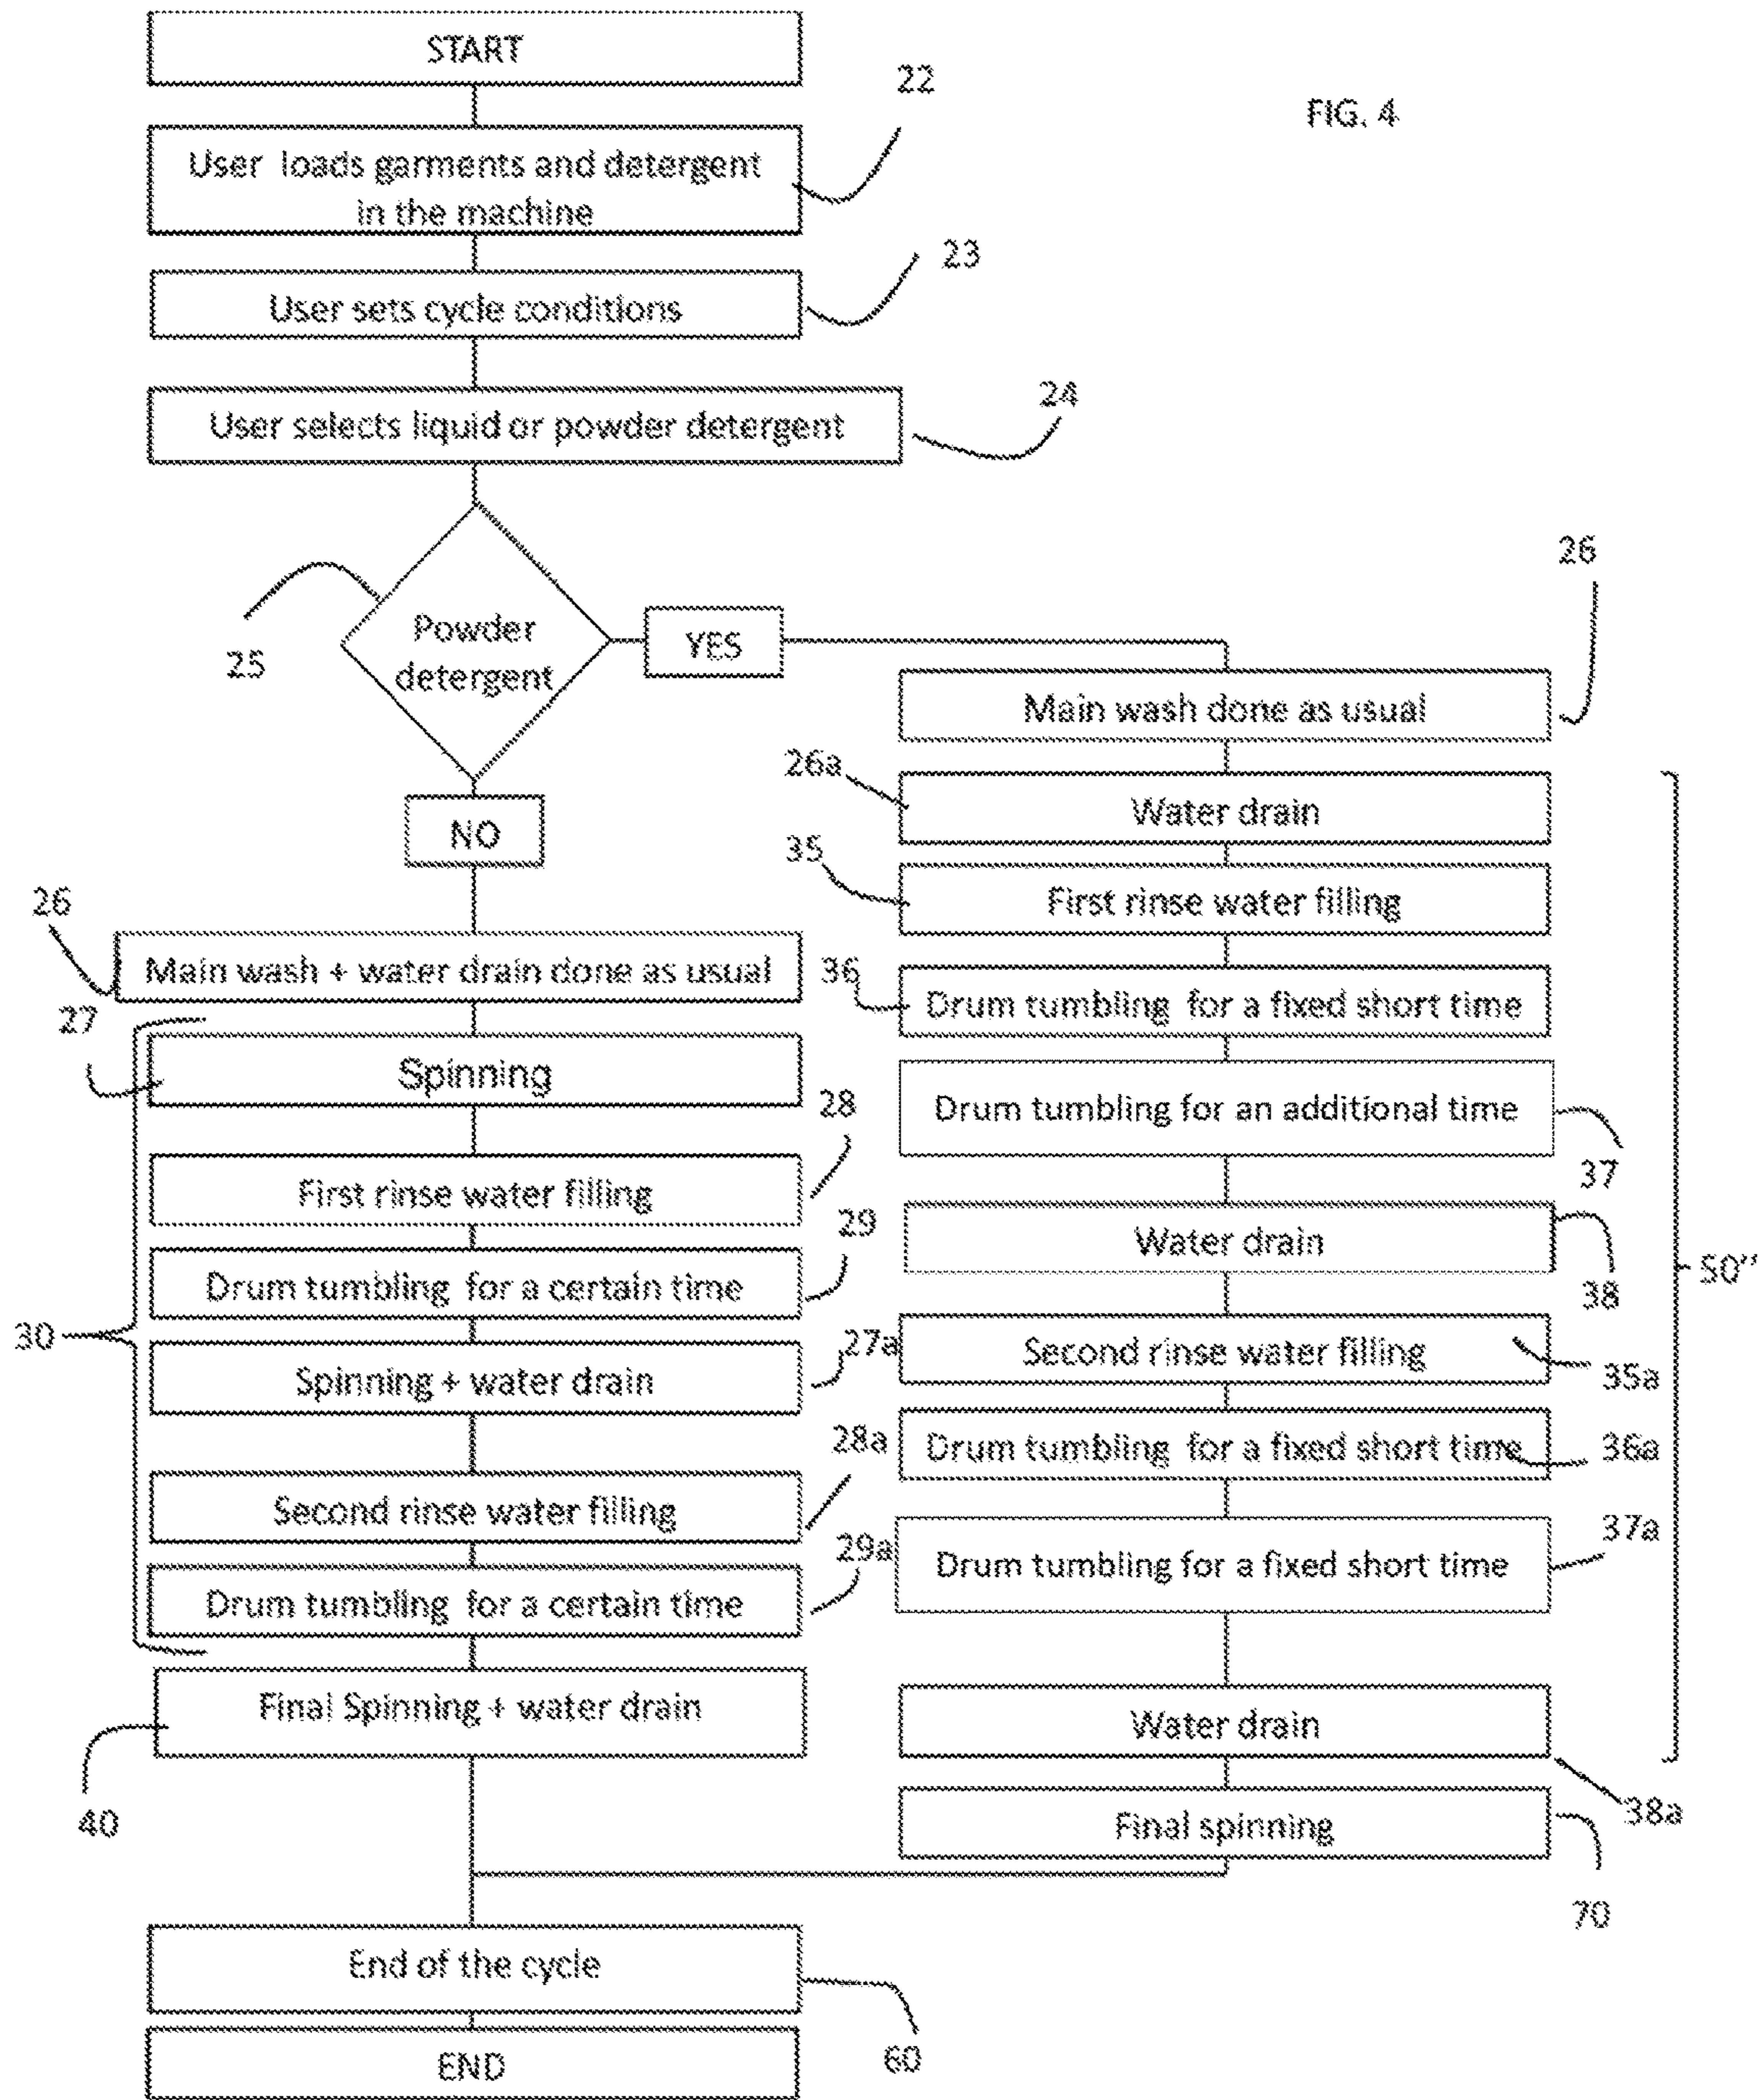 START
22
FIG. 4
User loads garments and detergent
in the machine
23
User sets cycle conditions
24
User selects liquid or powder detergent
25
Powder
detergent
YES
NO
26
Main wash + water drain done as usual
27
Spinning
28
First rinse water filling
29
Drum tumbling for a certain time
30
27a
Spinning + water drain
28a
Second rinse water filling
29a
Drum tumbling for a certain time
Final Spinning + water drain
40
26
Main wash done as usual
26a
Water drain
35
First rinse water filling
36
Drum tumbling for a fixed short time
Drum tumbling for an additional time
37
Water drain
38
50"
Second rinse water filling
35a
Drum tumbling for a fixed short time
36a
37a
Drum tumbling for a fixed short time
Water drain
38a
Final spinning
70
End of the cycle
60
END